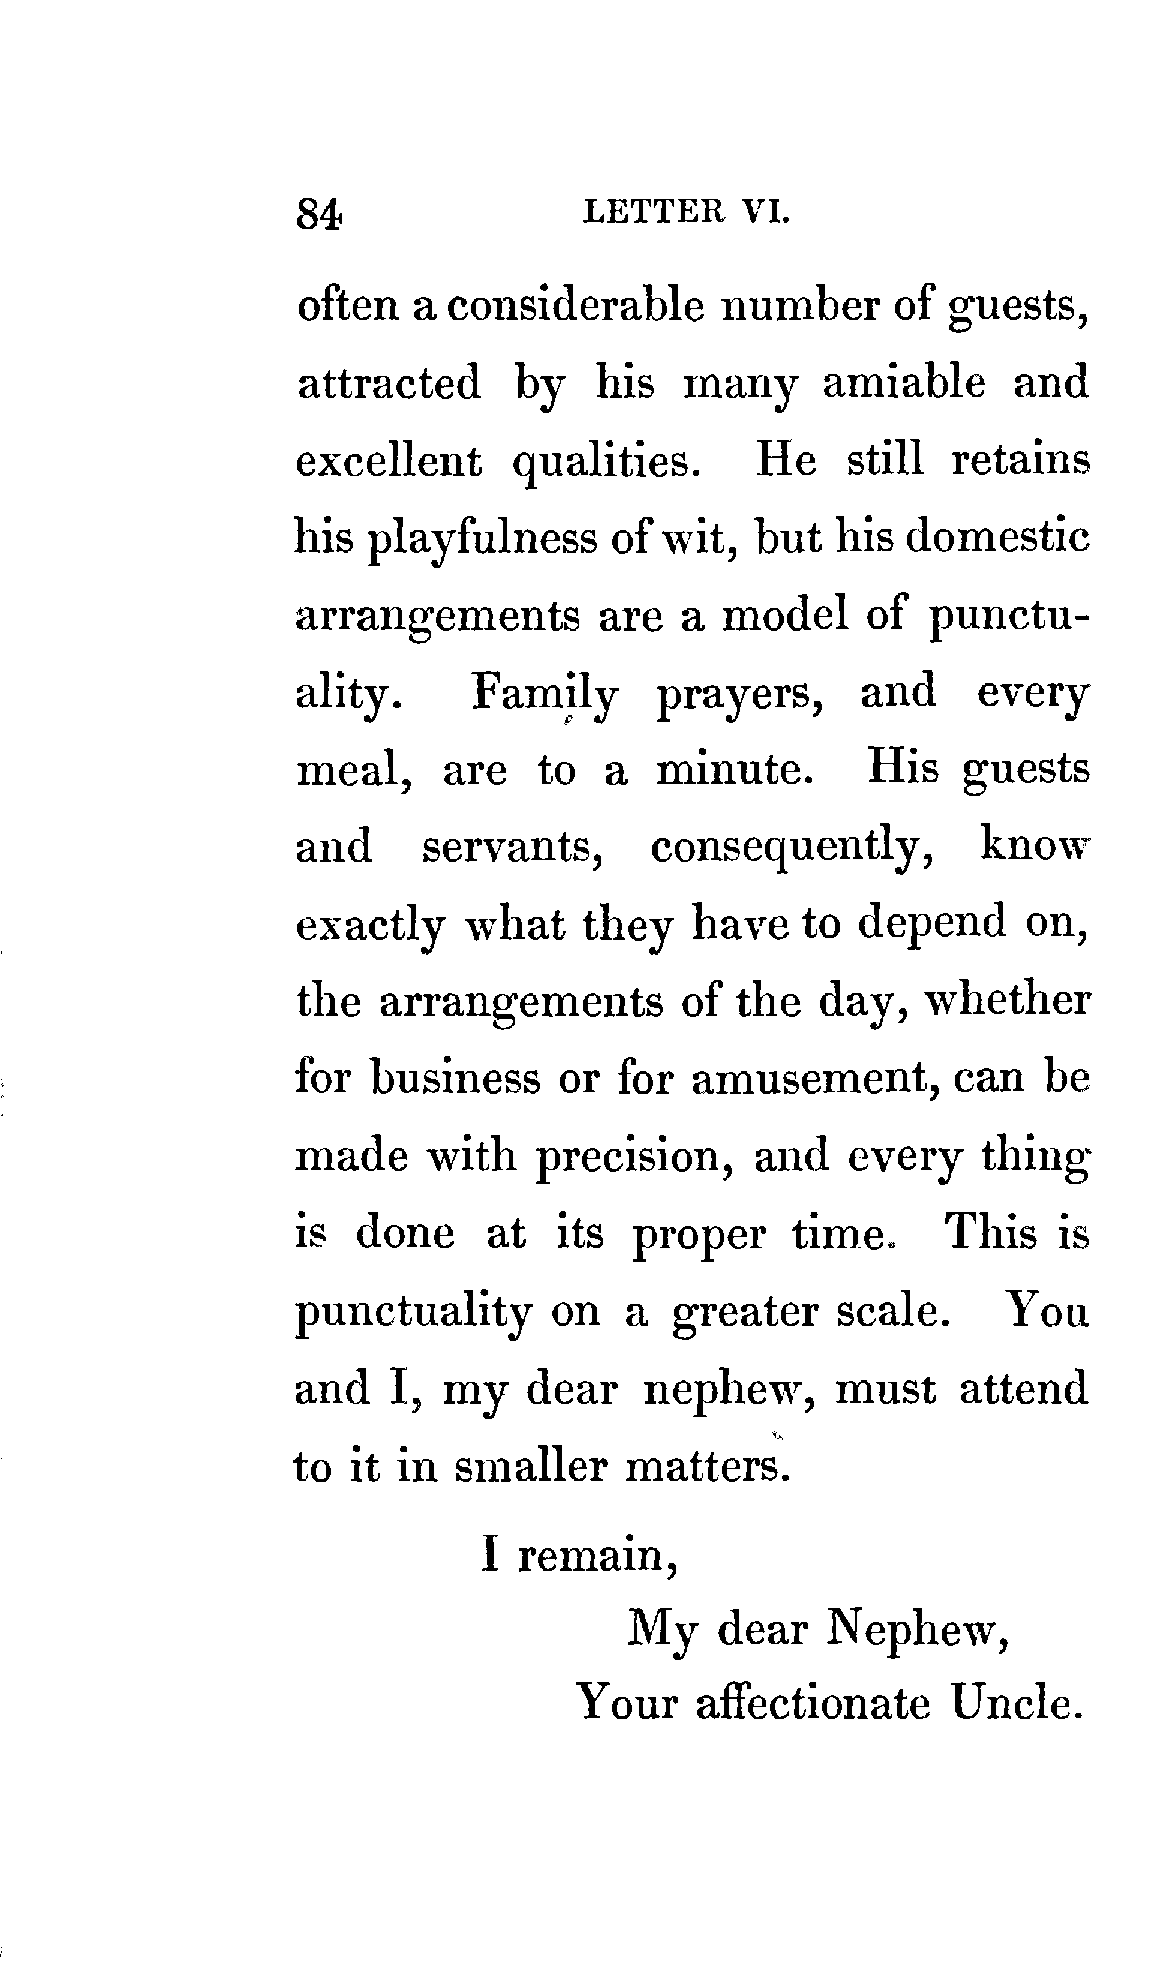 84 LETTER VI.
often a considerable number of guests,
attracted by his many amiable and
excellent qualities. He still retains
his playfulness of wit, but his domestic
arrangements are a model of punctu-
ality. Family prayers, and every
meal, are to a minute. His guests
and servants, consequently, know
exactly what they have to depend on,
the arrangements of the day, whether
for business or for amusement, can be
made with precision, and every thing
is done at its proper time. This is
punctuality on a greater scale. You
and I, my dear nephew, must attend
to it in smaller matters.
I remain,
My dear Nephew,
Your affectionate Uncle.